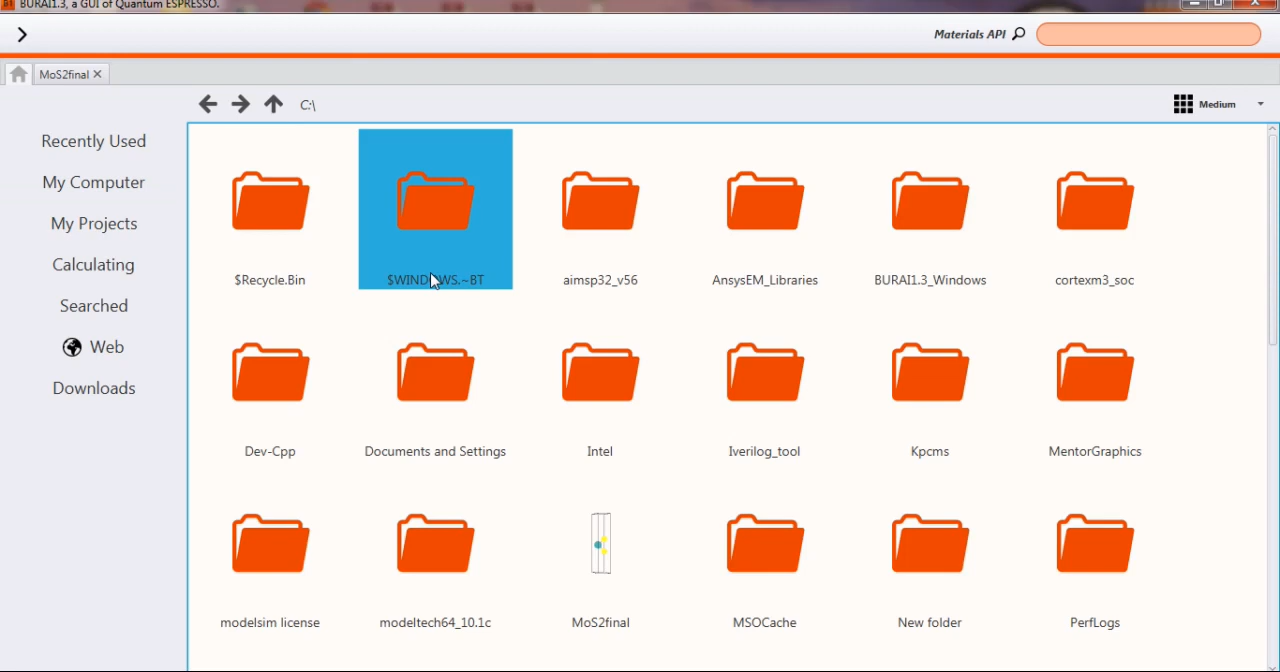 BURAI1.3, a GUI of Quantum ESPRESSO.
Materials API
MoS2final
C:\
Medium
Recently Used
My Computer
My Projects
Calculating
Searched
Web
Downloads
$Recycle.Bin $WINDOWS.~BT aimsp32_v56 AnsysEM_Libraries BURAI1.3_Windows cortexm3_soc
Dev-Cpp Documents and Settings Intel Iverilog_tool Kpcms MentorGraphics
modelsim license modeltech64_10.1c MoS2final MSOCache New folder PerfLogs